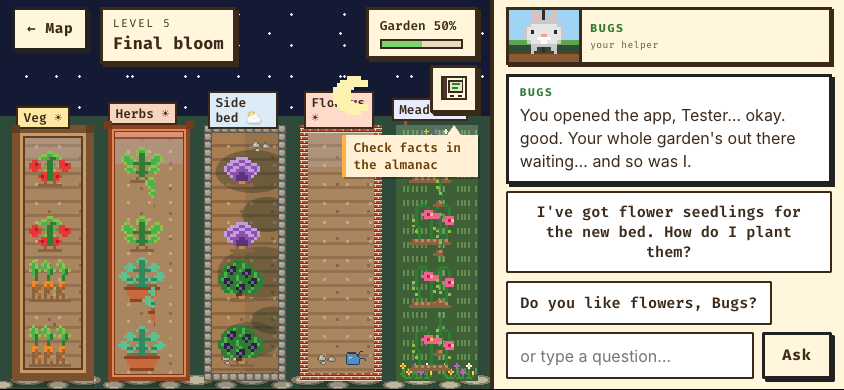 ← Map
LEVEL 5
Final bloom
Garden 50%
Veg ☀
Herbs ☀
Side
bed ⛅
☀
Check facts in
the almanac
BUGS
your helper
BUGS
You opened the app, Tester... okay.
good. Your whole garden's out there
waiting... and so was I.
I've got flower seedlings for
the new bed. How do I plant
them?
Do you like flowers, Bugs?
or type a question...
Ask